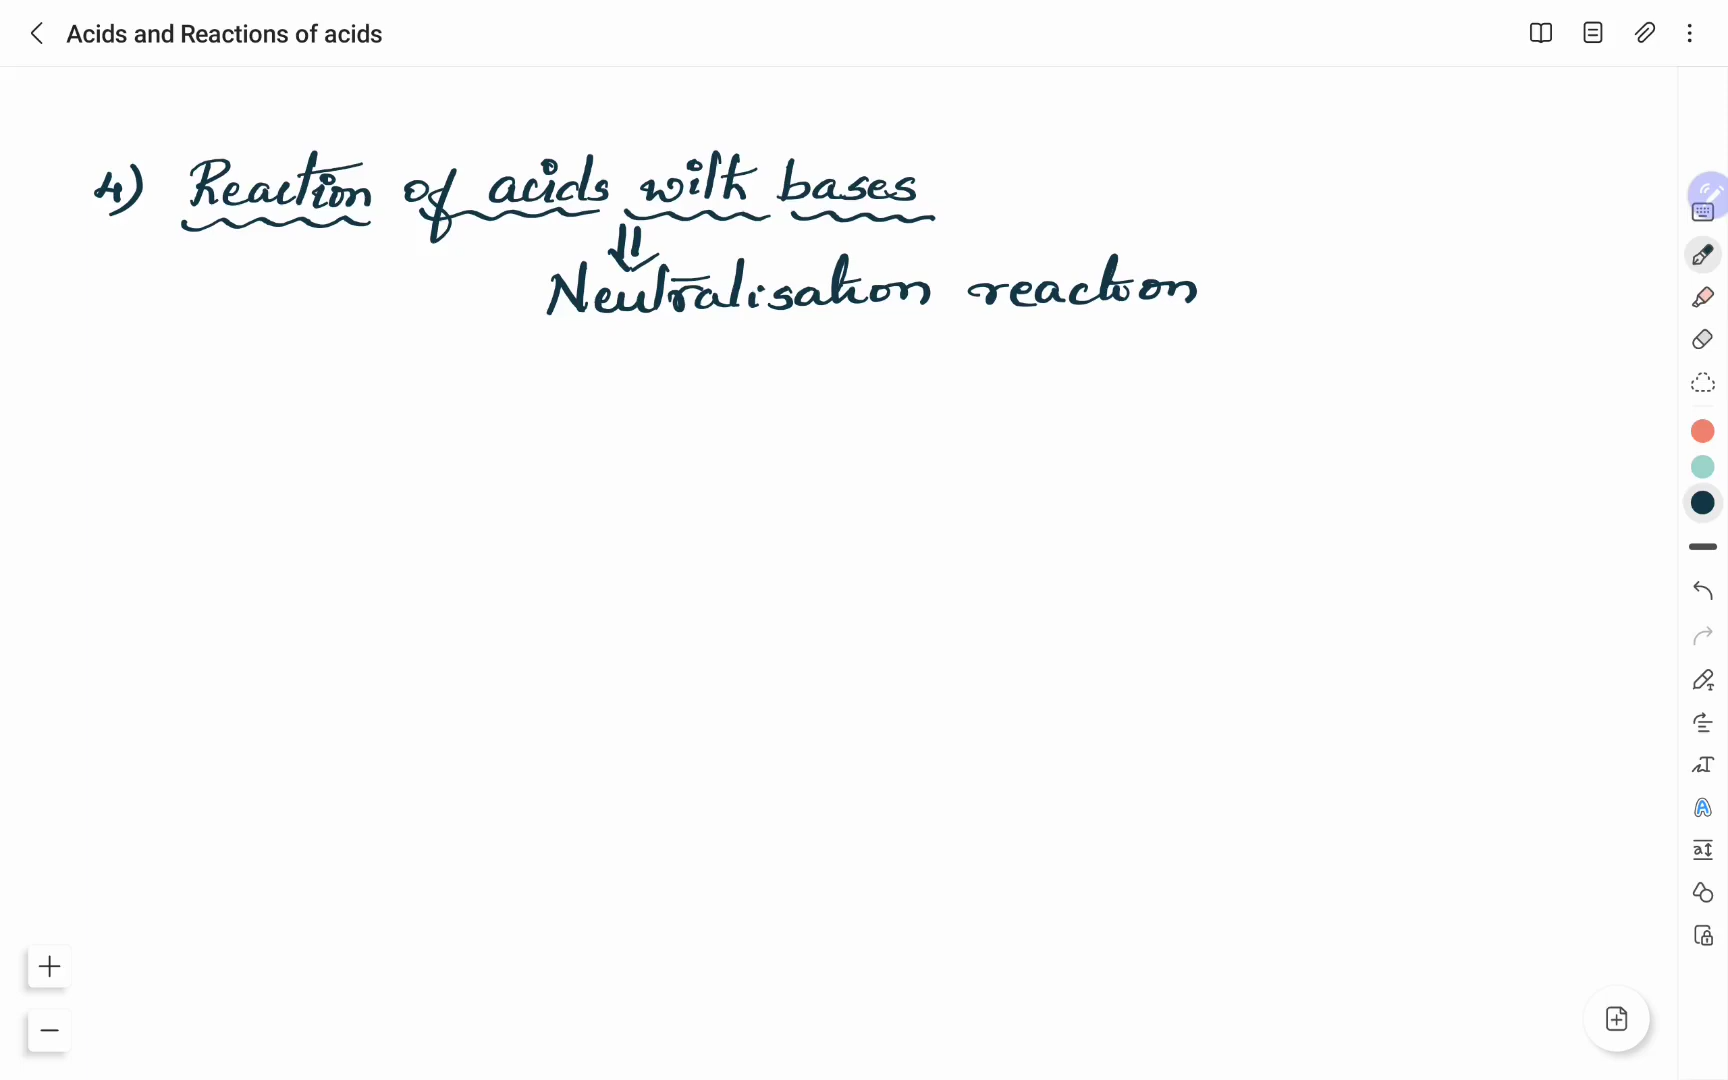 Acids and Reactions of acids
4) Reaction of acids with bases
Neutralisation reaction